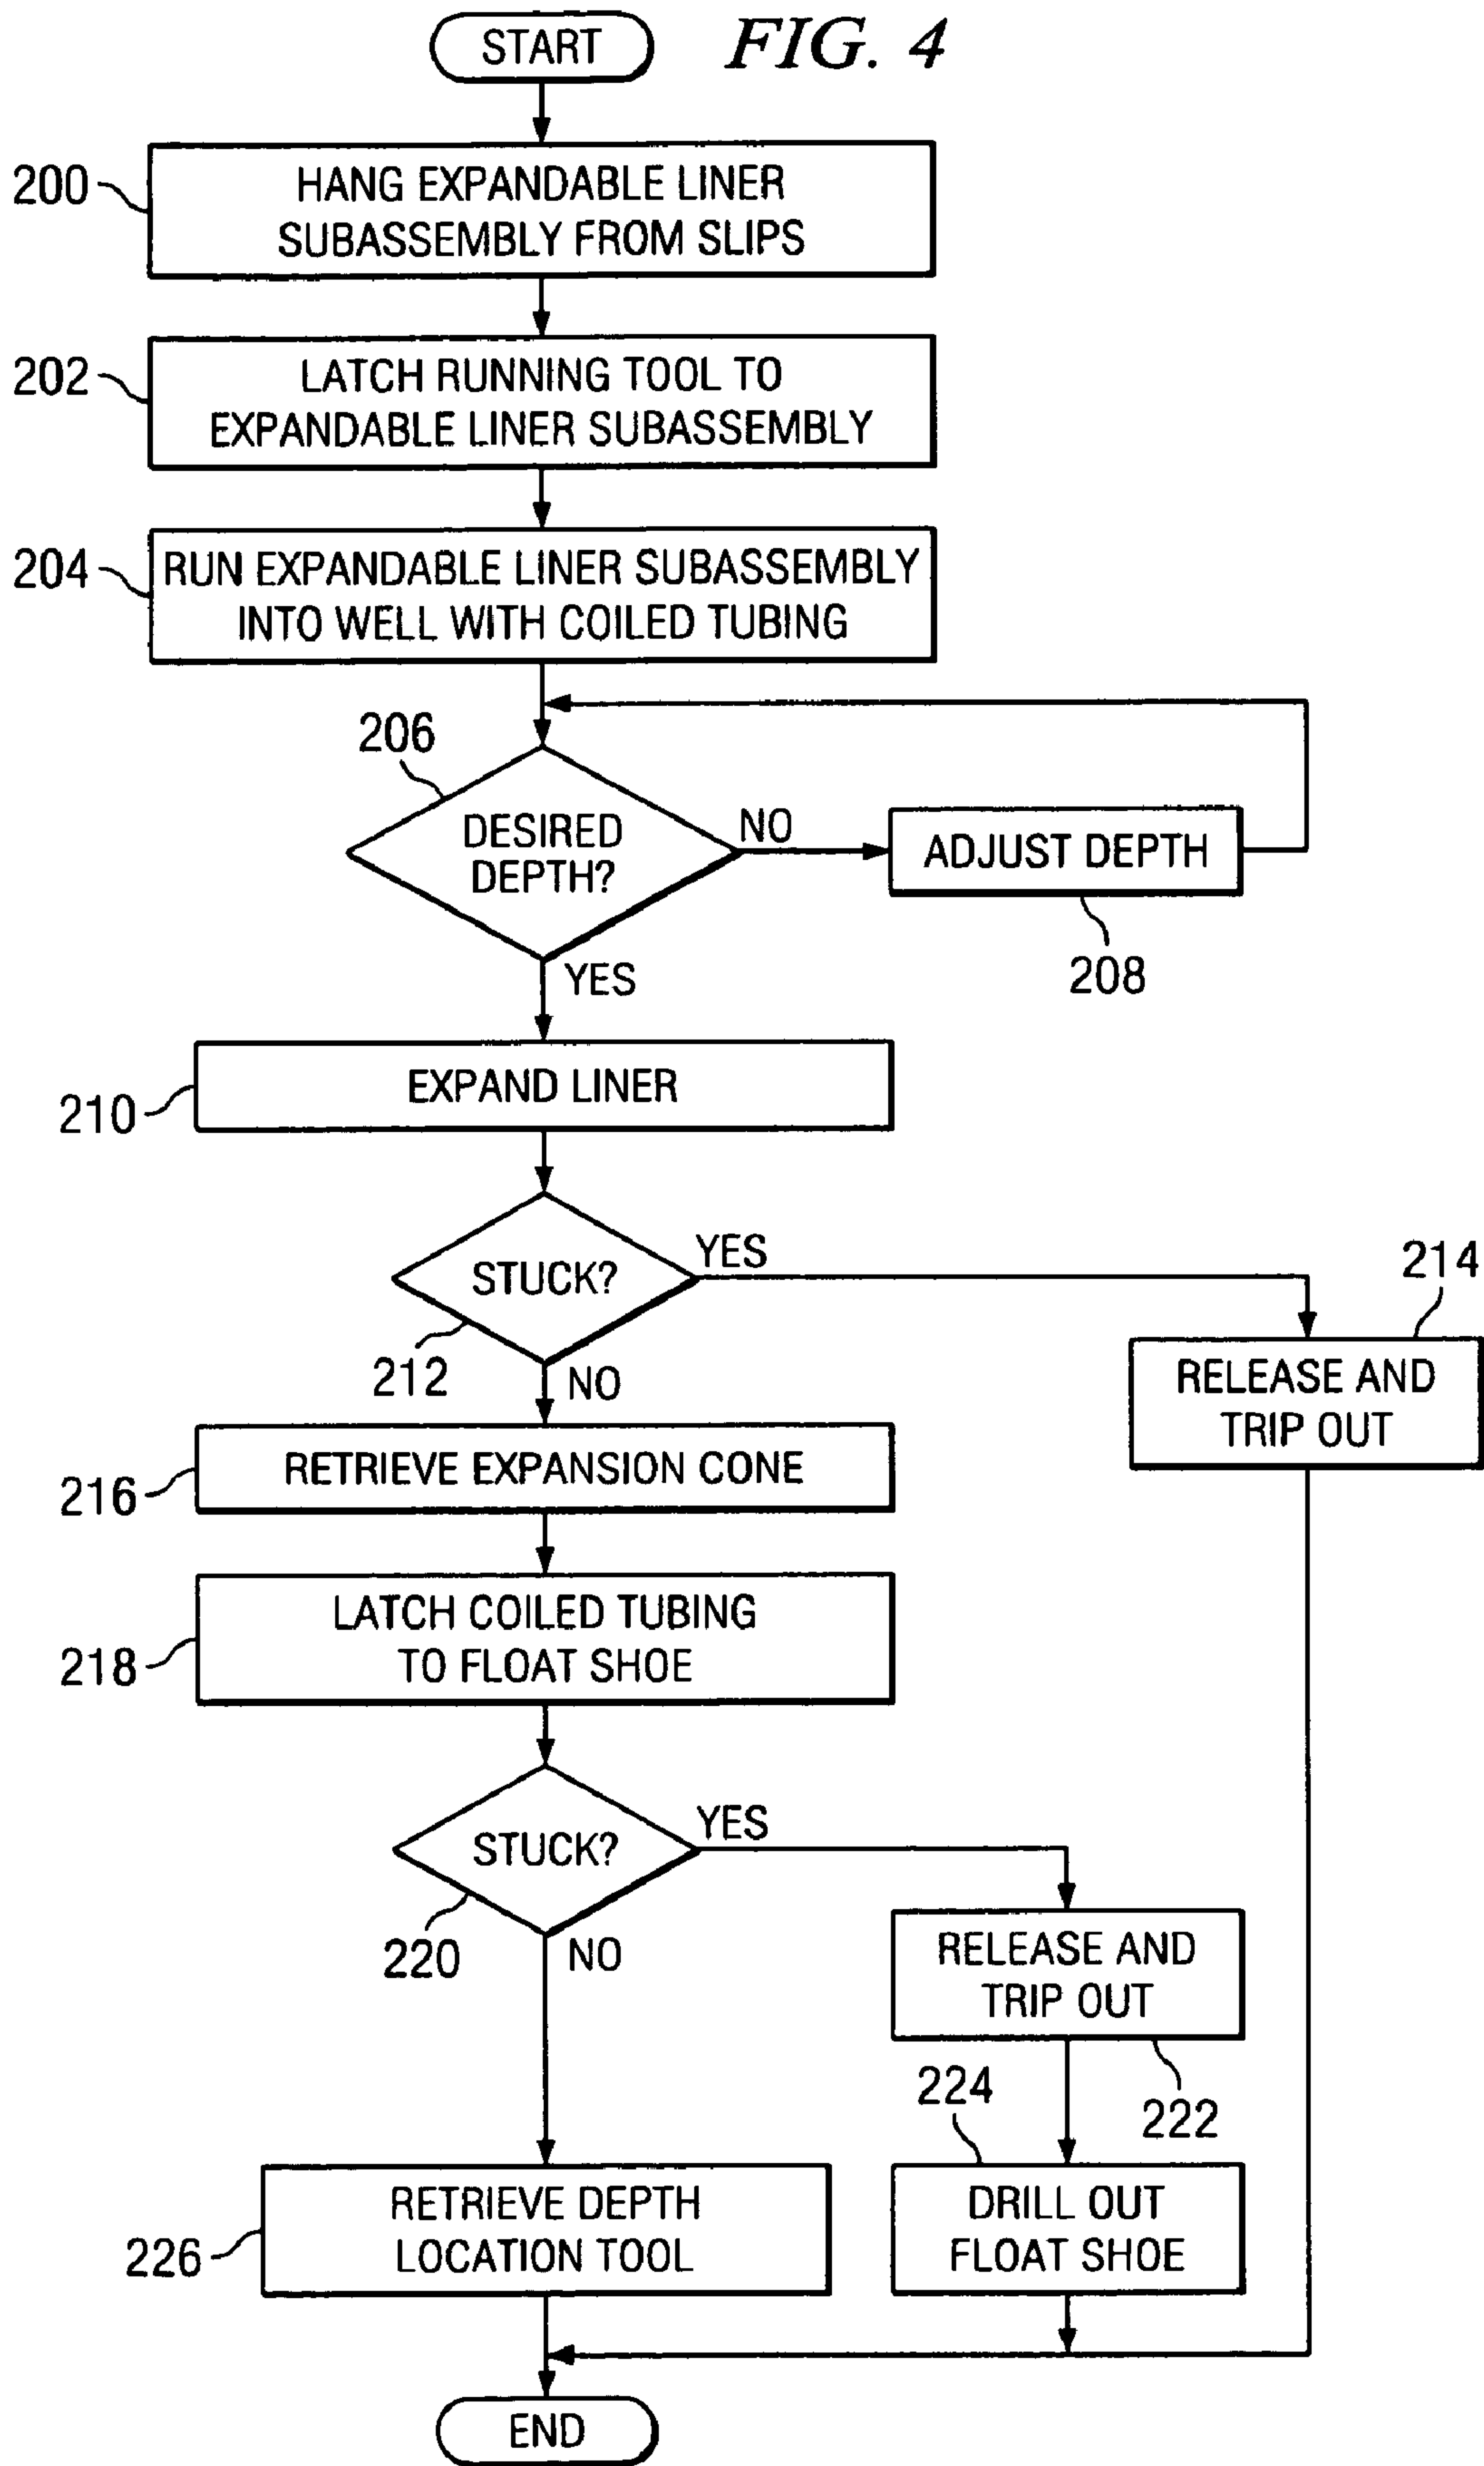 START
FIG. 4
200
HANG EXPANDABLE LINER
SUBASSEMBLY FROM SLIPS
202
LATCH RUNNING TOOL TO
EXPANDABLE LINER SUBASSEMBLY
204
RUN EXPANDABLE LINER SUBASSEMBLY
INTO WELL WITH COILED TUBING
206
DESIRED
DEPTH?
NO
ADJUST DEPTH
208
YES
210
EXPAND LINER
STUCK?
YES
212
NO
214
RELEASE AND
TRIP OUT
216
RETRIEVE EXPANSION CONE
218
LATCH COILED TUBING
TO FLOAT SHOE
STUCK?
YES
220
NO
RELEASE AND
TRIP OUT
222
224
DRILL OUT
FLOAT SHOE
226
RETRIEVE DEPTH
LOCATION TOOL
END